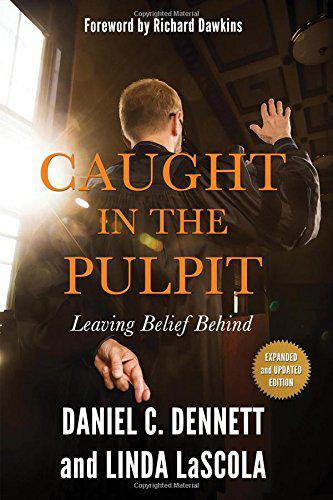 Foreword by Richard Dawkins
CAUGHT
IN THE
PULPIT
Leaving Belief Behind
EXPANDED
and UPDATED
EDITION
DANIEL C. DENNETT
and LINDA LaSCOLA